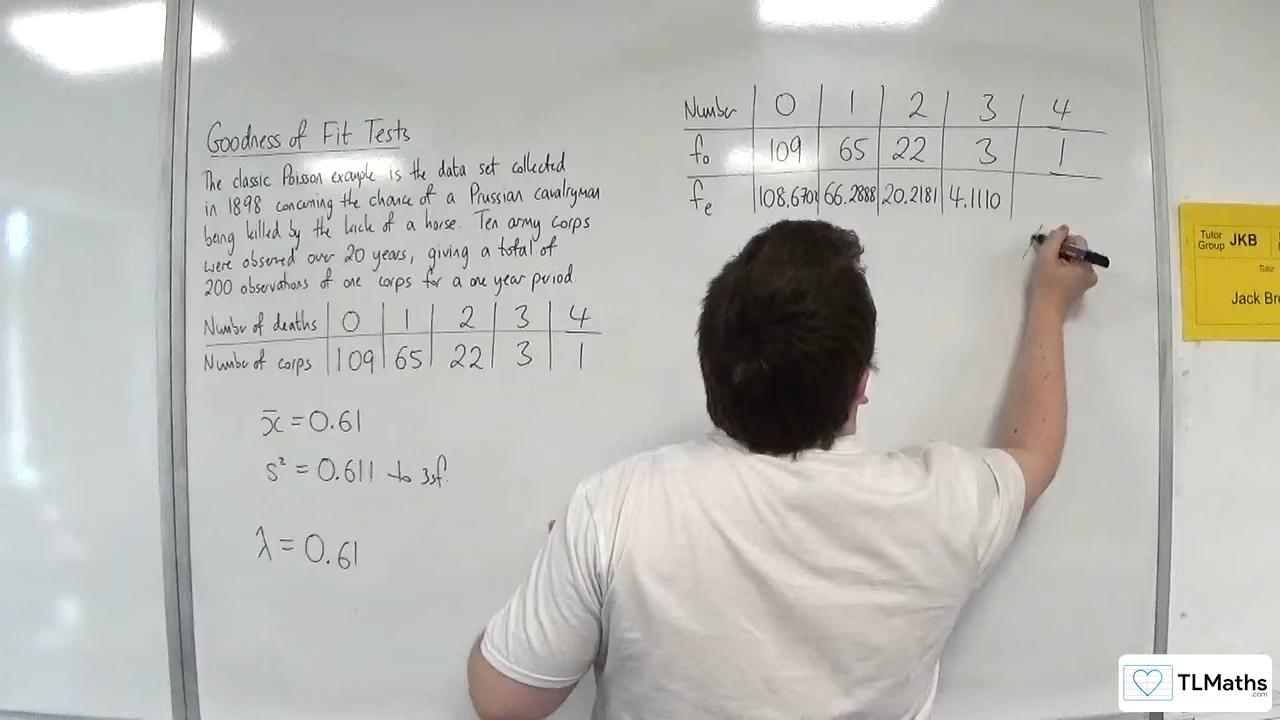 Goodness of Fit Tests
The classic Poisson example is the data set collected
in 1898 concerning the chance of a Prussian cavalryman
being killed by the kick of a horse. Ten army corps
were observed over 20 years, giving a total of
200 observations of one corps for a one year period.
Number of deaths 0 1 2 3 4
Number of corps 109 65 22 3 1
x̄ = 0.61
s² = 0.611 to 3sf.
λ = 0.61
Number 0 1 2 3 4
fₒ 109 65 22 3 1
fₑ 108.6701 66.2888 20.2181 4.1110
Tutor
Group JKB
Tutor
Jack
TLMaths